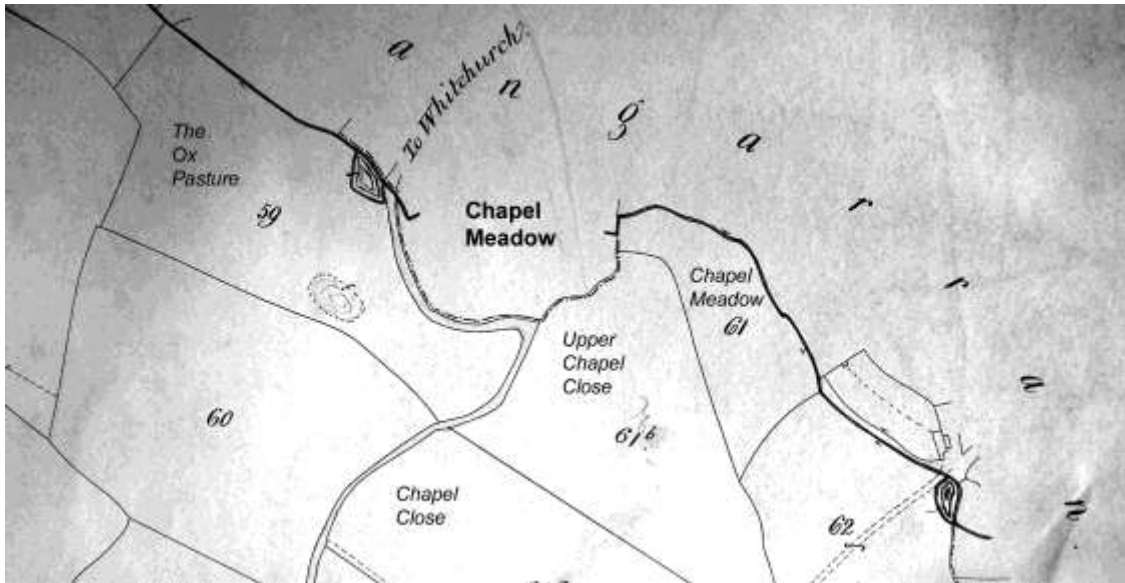 a n g a r r a n
To Whitchurch
The
Ox
Pasture
59
Chapel
Meadow
Chapel
Meadow
61
Upper
Chapel
Close
60
61b
Chapel
Close
62